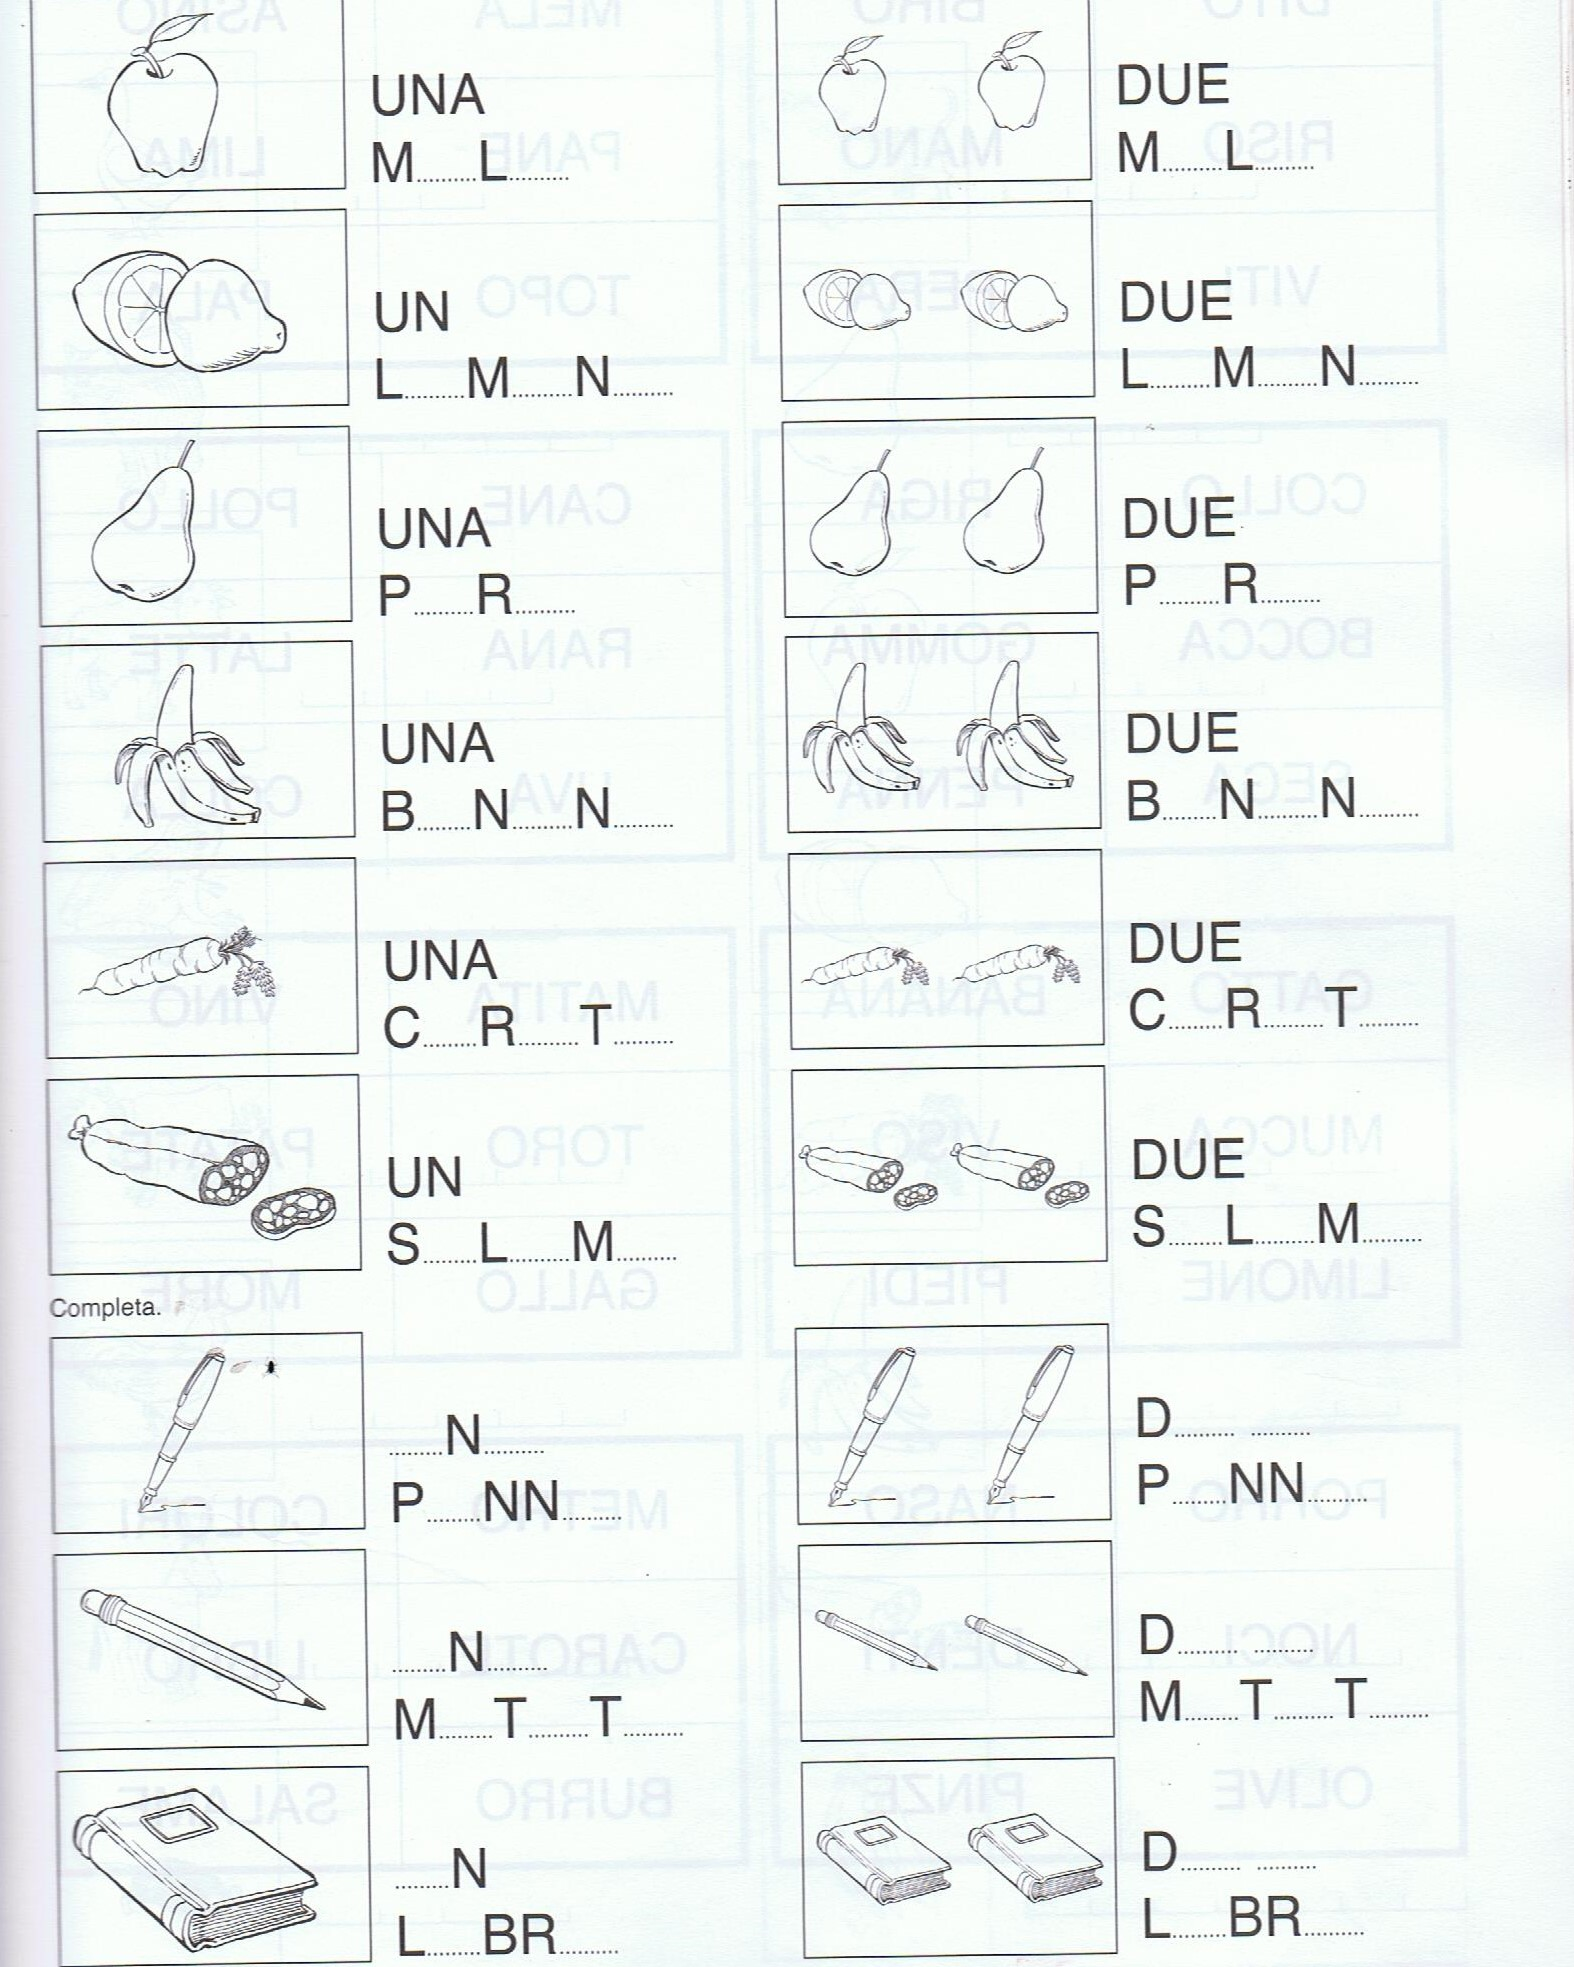 UNA
M........L........
DUE
M........L........
UN
L........M........N........
DUE
L........M........N........
UNA
P........R........
DUE
P........R........
UNA
B........N........N........
DUE
B........N........N........
UNA
C........R........T........
DUE
C........R........T........
UN
S........L........M........
DUE
S........L........M........
Completa.
........N........
P........NN........
D........ ........
P........NN........
........N........
M........T........T........
D........ ........
M........T........T........
........N
L........BR........
D........ ........
L........BR........